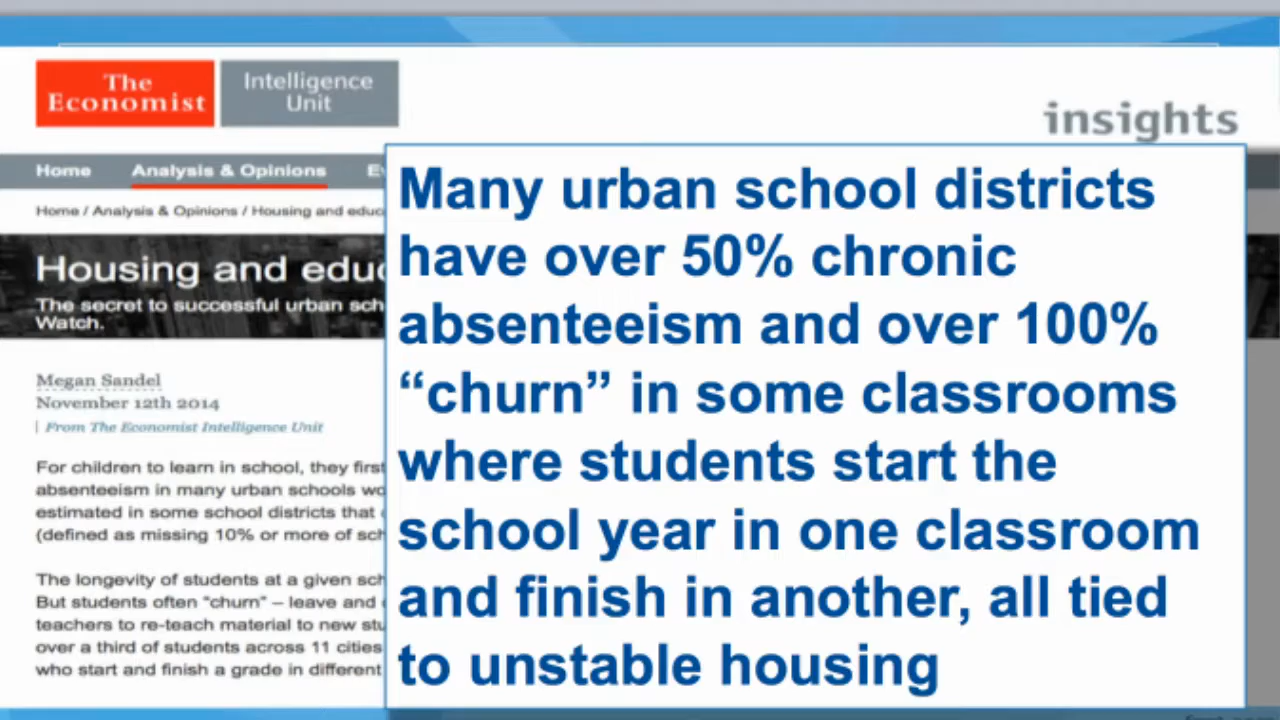 The
Economist
Intelligence
Unit
insights
Home Analysis & Opinions
Home / Analysis & Opinions / Housing and educ
Housing and educ
The secret to successful urban sch
Watch.
Megan Sandel
November 12th 2014
From The Economist Intelligence Unit
For children to learn in school, they first
absenteeism in many urban schools wo
estimated in some school districts that
(defined as missing 10% or more of sch
The longevity of students at a given sch
But students often "churn" – leave and
teachers to re-teach material to new stu
over a third of students across 11 cities
who start and finish a grade in different
Many urban school districts
have over 50% chronic
absenteeism and over 100%
“churn” in some classrooms
where students start the
school year in one classroom
and finish in another, all tied
to unstable housing